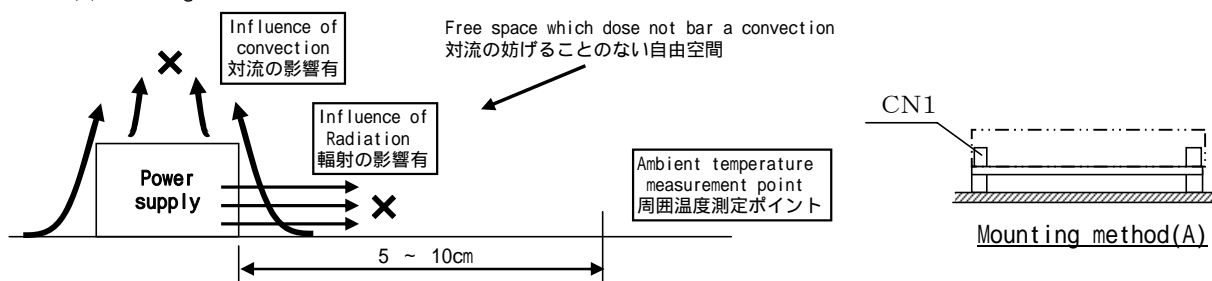 Influence of
convection
対流の影響有
Free space which dose not bar a convection
対流の妨げることのない自由空間
Influence of
Radiation
輻射の影響有
Power
supply
Ambient temperature
measurement point
周囲温度測定ポイント
5 ~ 10cm
CN1
Mounting method(A)